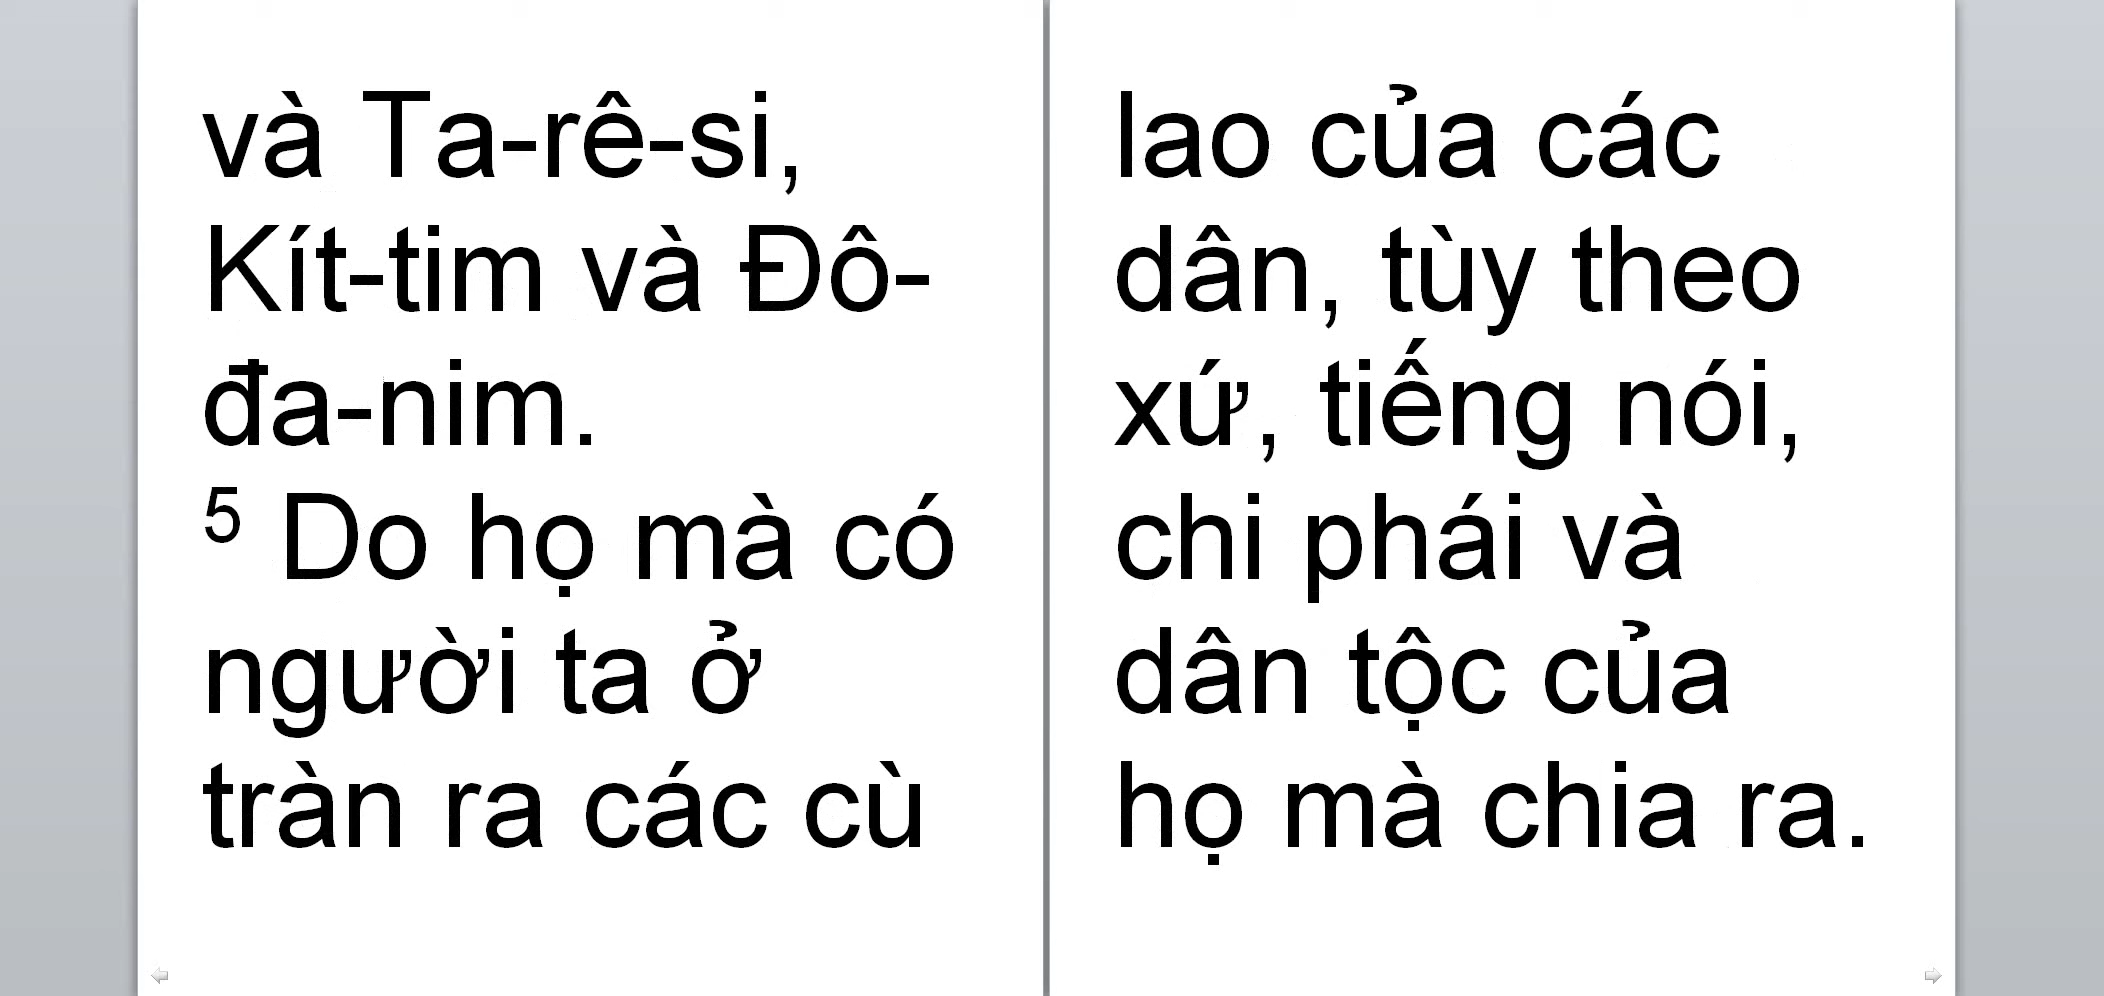 và Ta-rê-si,
Kít-tim và Đô-
đa-nim.
5 Do họ mà có
người ta ở
tràn ra các cù
lao của các
dân, tùy theo
xứ, tiếng nói,
chi phái và
dân tộc của
họ mà chia ra.